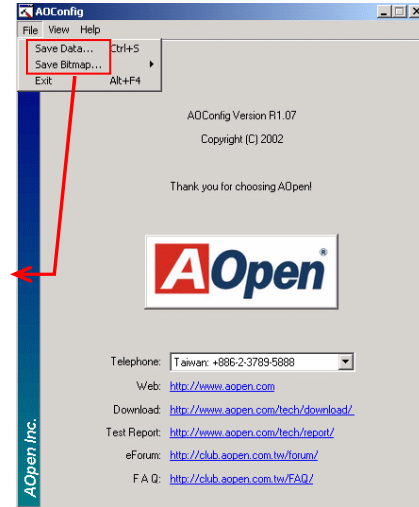 AOConfig
File View Help
Save Data... Ctrl+S
Save Bitmap...
Exit Alt+F4
AOConfig Version R1.07
Copyright (C) 2002
Thank you for choosing AOpen!
AOpen®
Telephone: Taiwan: +886-2-3789-5888
Web: http://www.aopen.com
Download: http://www.aopen.com/tech/download/
Test Report: http://www.aopen.com/tech/report/
eForum: http://club.aopen.com.tw/forum/
F A Q: http://club.aopen.com.tw/FAQ/
AOpen Inc.